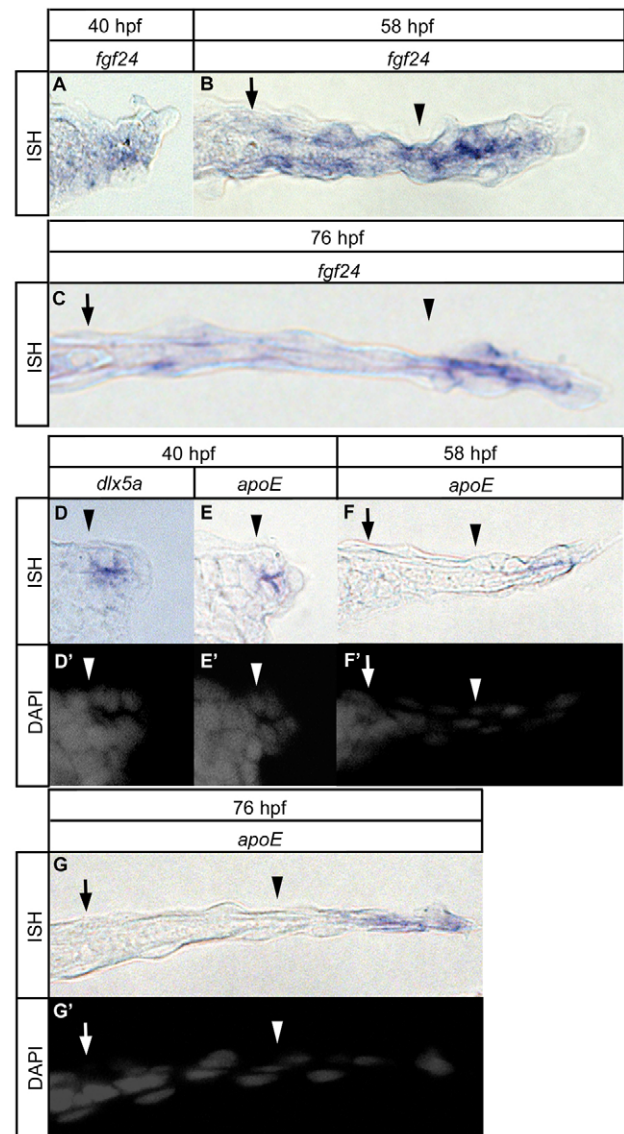 40 hpf 58 hpf
fgf24 fgf24
ISH A B
76 hpf
fgf24
ISH C
40 hpf 58 hpf
dlx5a apoE apoE
ISH D E F
DAPI D' E' F'
76 hpf
apoE
ISH G
DAPI G'